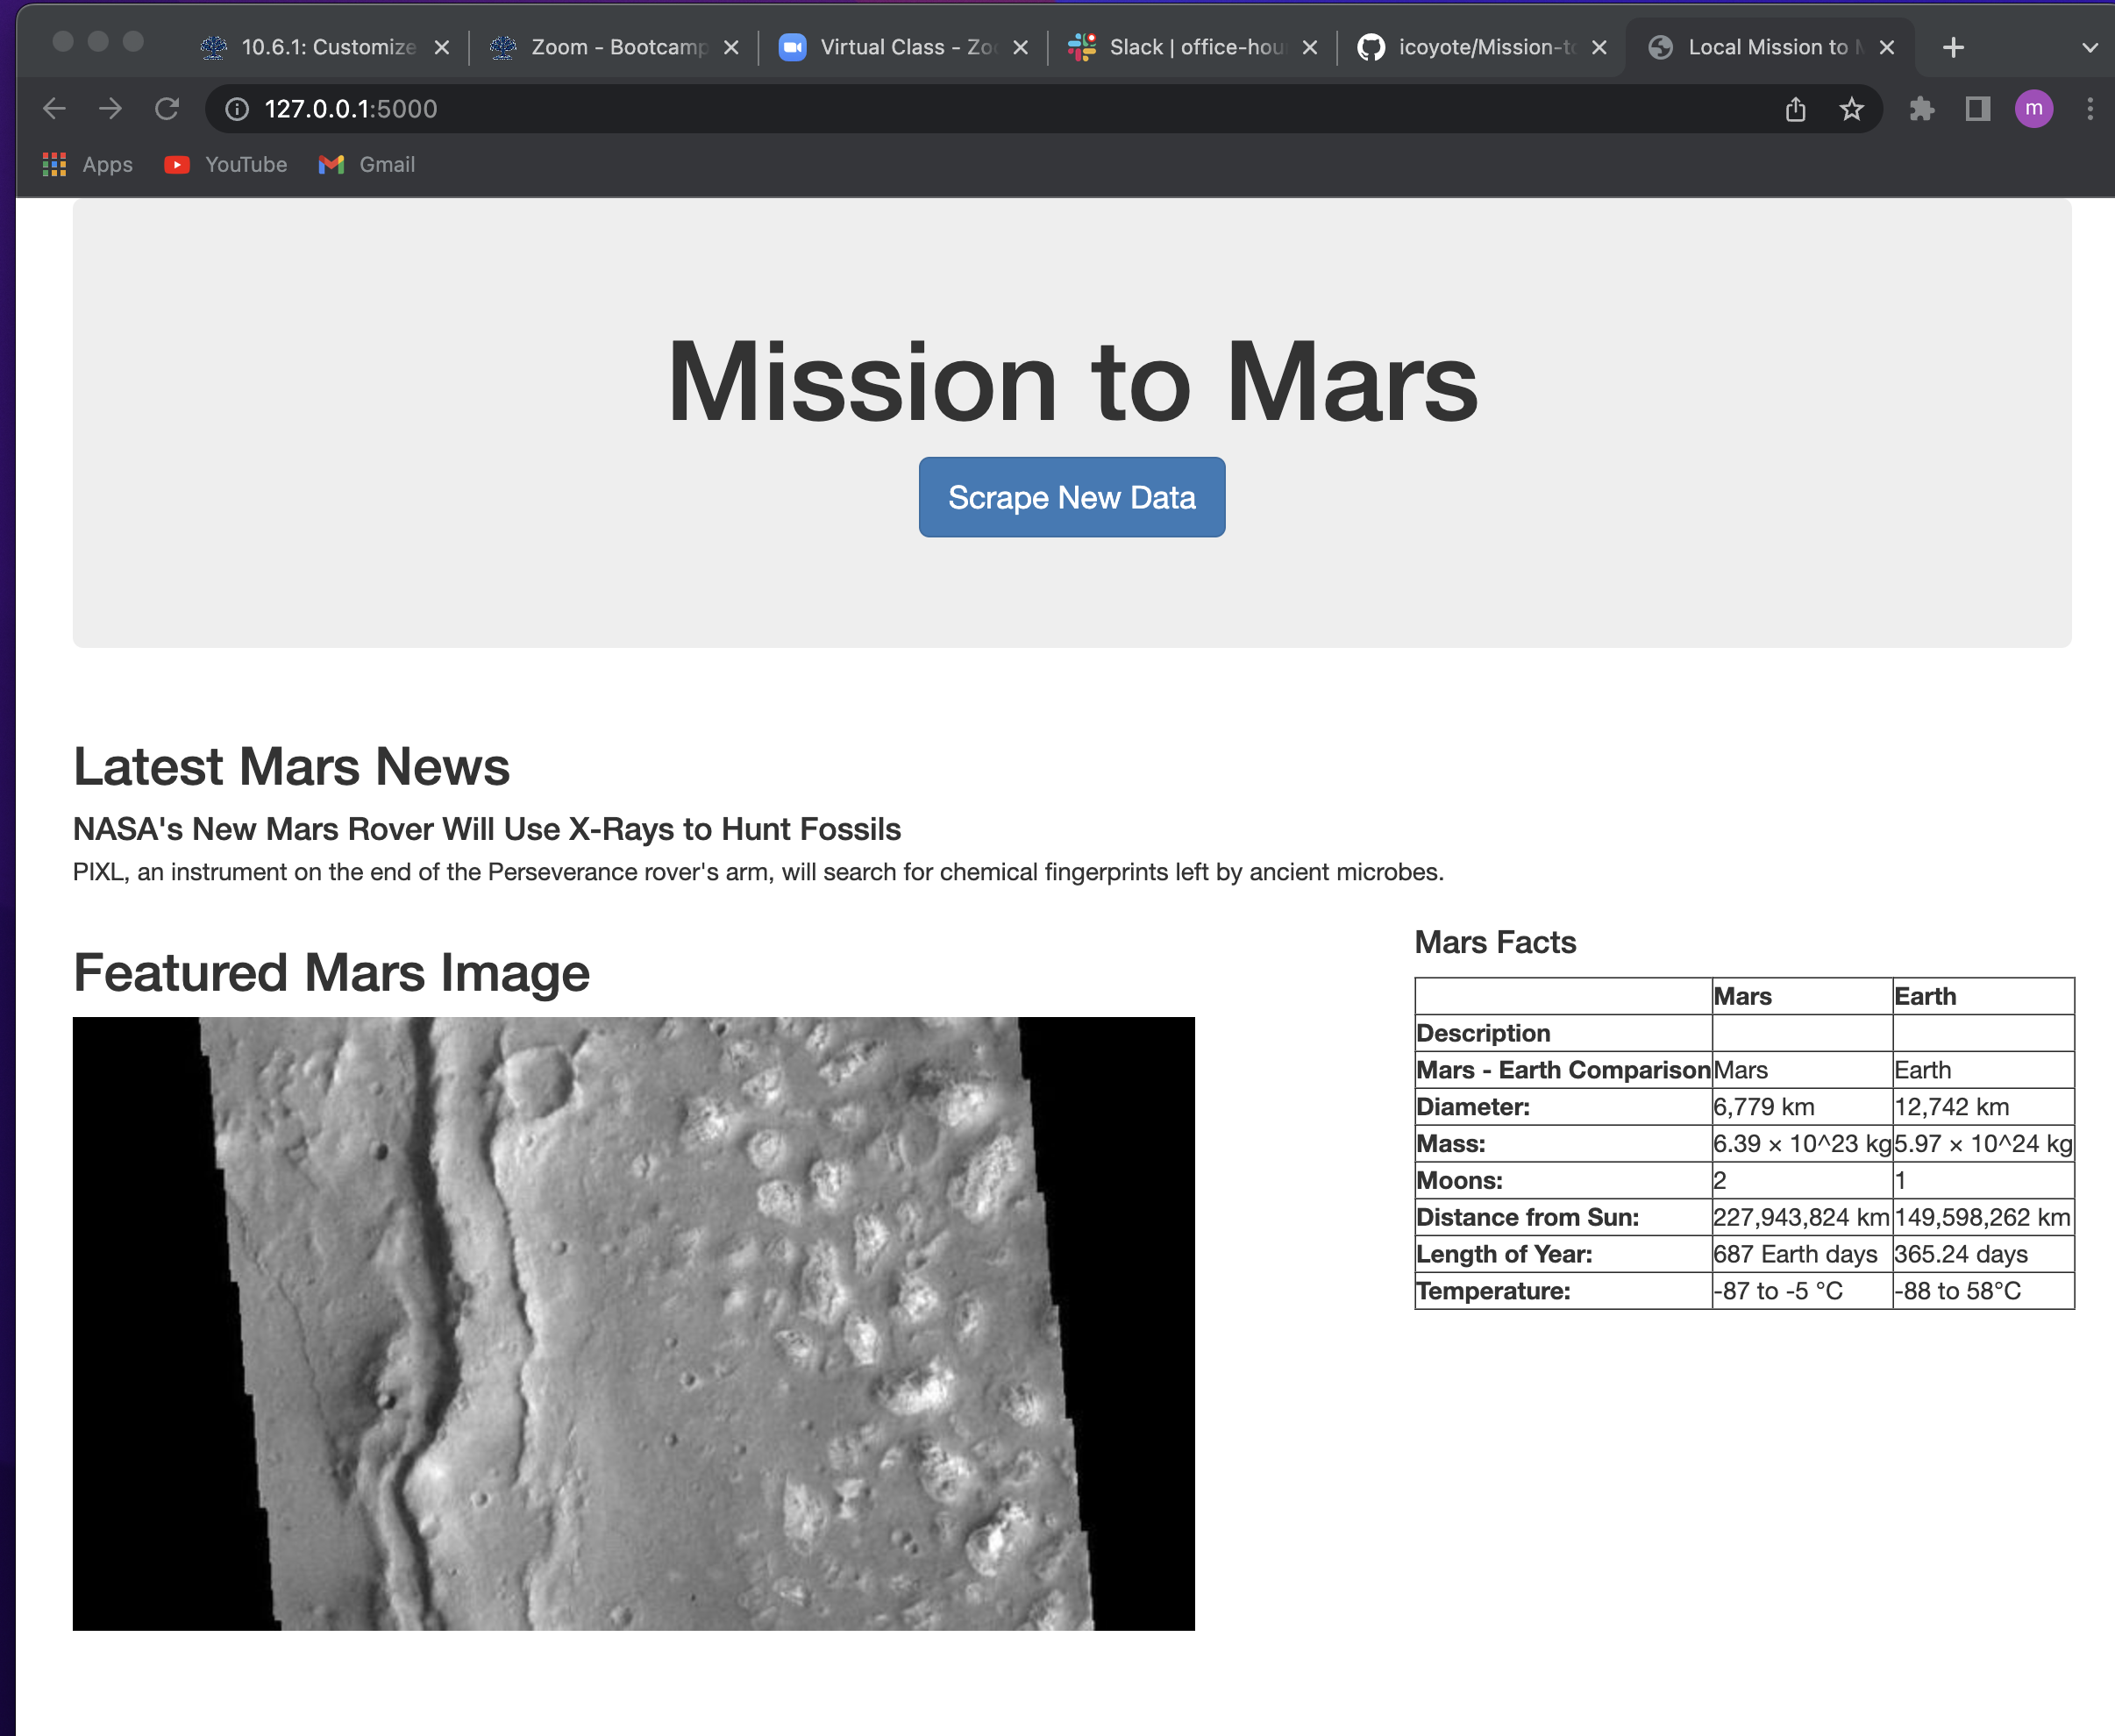 10.6.1: Customize
Zoom - Bootcamp
Virtual Class - Zo
Slack | office-hou
icoyote/Mission-to
Local Mission to
127.0.0.1:5000
m
Apps
YouTube
Gmail
Mission to Mars
Scrape New Data
Latest Mars News
NASA's New Mars Rover Will Use X-Rays to Hunt Fossils
PIXL, an instrument on the end of the Perseverance rover's arm, will search for chemical fingerprints left by ancient microbes.
Featured Mars Image
Mars Facts
Mars Earth
Description
Mars - Earth Comparison Mars Earth
Diameter: 6,779 km 12,742 km
Mass: 6.39 × 10^23 kg 5.97 × 10^24 kg
Moons: 2 1
Distance from Sun: 227,943,824 km 149,598,262 km
Length of Year: 687 Earth days 365.24 days
Temperature: -87 to -5 °C -88 to 58°C